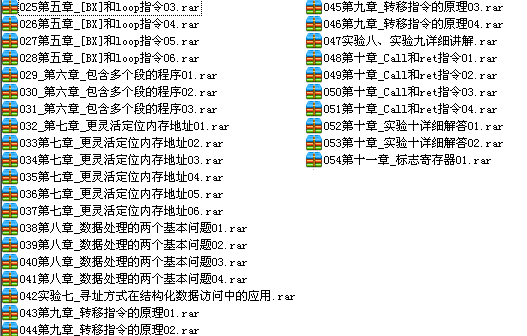 025第五章_[BX]和loop指令03.rar
026第五章_[BX]和loop指令04.rar
027第五章_[BX]和loop指令05.rar
028第五章_[BX]和loop指令06.rar
029_第六章_包含多个段的程序01.rar
030_第六章_包含多个段的程序02.rar
031_第六章_包含多个段的程序03.rar
032_第七章_更灵活定位内存地址01.rar
033第七章_更灵活定位内存地址02.rar
034第七章_更灵活定位内存地址03.rar
035第七章_更灵活定位内存地址04.rar
036第七章_更灵活定位内存地址05.rar
037第七章_更灵活定位内存地址06.rar
038第八章_数据处理的两个基本问题01.rar
039第八章_数据处理的两个基本问题02.rar
040第八章_数据处理的两个基本问题03.rar
041第八章_数据处理的两个基本问题04.rar
042实验七_寻址方式在结构化数据访问中的应用.rar
043第九章_转移指令的原理01.rar
044第九章_转移指令的原理02.rar
045第九章_转移指令的原理03.rar
046第九章_转移指令的原理04.rar
047实验八、实验九详细讲解.rar
048第十章_Call和ret指令01.rar
049第十章_Call和ret指令02.rar
050第十章_Call和ret指令03.rar
051第十章_Call和ret指令04.rar
052第十章_实验十详细解答01.rar
053第十章_实验十详细解答02.rar
054第十一章_标志寄存器01.rar